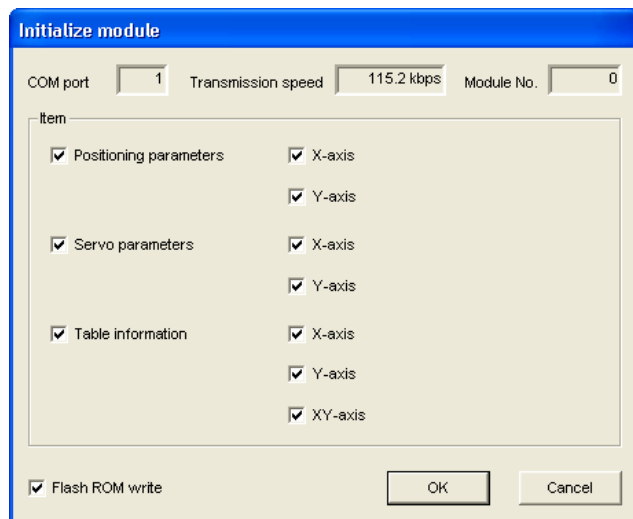 Initialize module
COM port 1 Transmission speed 115.2 kbps Module No. 0
Item
Positioning parameters X-axis
Y-axis
Servo parameters X-axis
Y-axis
Table information X-axis
Y-axis
XY-axis
Flash ROM write OK Cancel